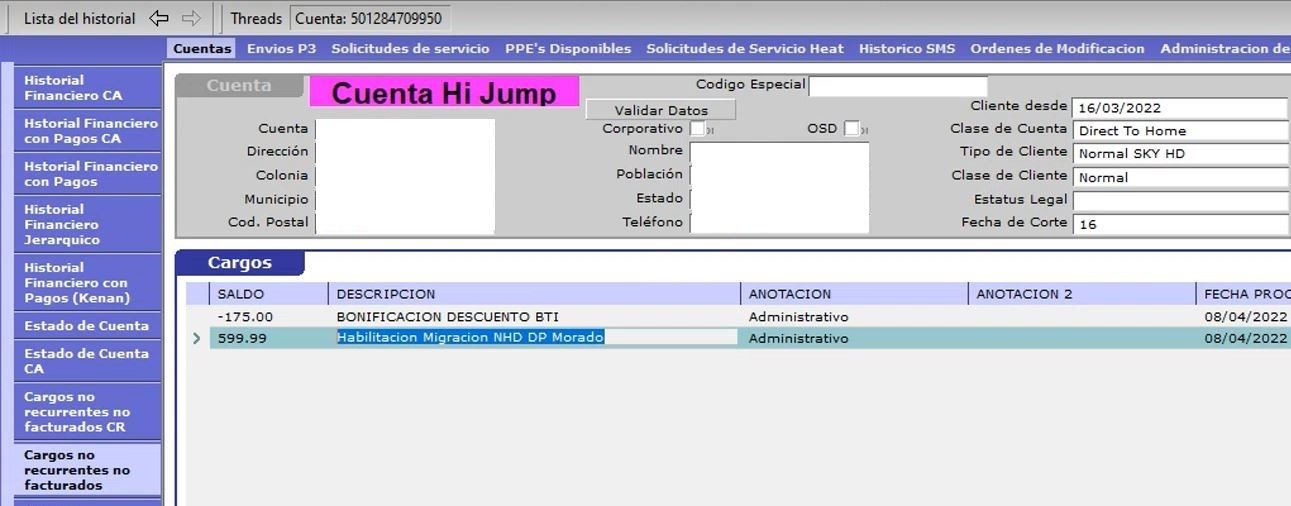 Lista del historial Threads Cuenta: 501284709950
Cuentas Envios P3 Solicitudes de servicio PPE's Disponibles Solicitudes de Servicio Heat Historico SMS Ordenes de Modificacion Administracion de
Historial
Financiero CA
Hstorial Financiero
con Pagos CA
Hstorial Financiero
con Pagos
Historial
Financiero
Jerarquico
Historial
Financiero con
Pagos (Kenan)
Estado de Cuenta
Estado de Cuenta
CA
Cargos no
recurrentes no
facturados CR
Cargos no
recurrentes no
facturados
Cuenta
Cuenta Hi Jump
Codigo Especial
Validar Datos
Cuenta
Dirección
Colonia
Municipio
Cod. Postal
Corporativo OSD
Nombre
Población
Estado
Teléfono
Cliente desde 16/03/2022
Clase de Cuenta Direct To Home
Tipo de Cliente Normal SKY HD
Clase de Cliente Normal
Estatus Legal
Fecha de Corte 16
Cargos
SALDO DESCRIPCION ANOTACION ANOTACION 2 FECHA PROC
-175.00 BONIFICACION DESCUENTO BTI Administrativo 08/04/2022
599.99 Habilitacion Migracion NHD DP Morado Administrativo 08/04/2022